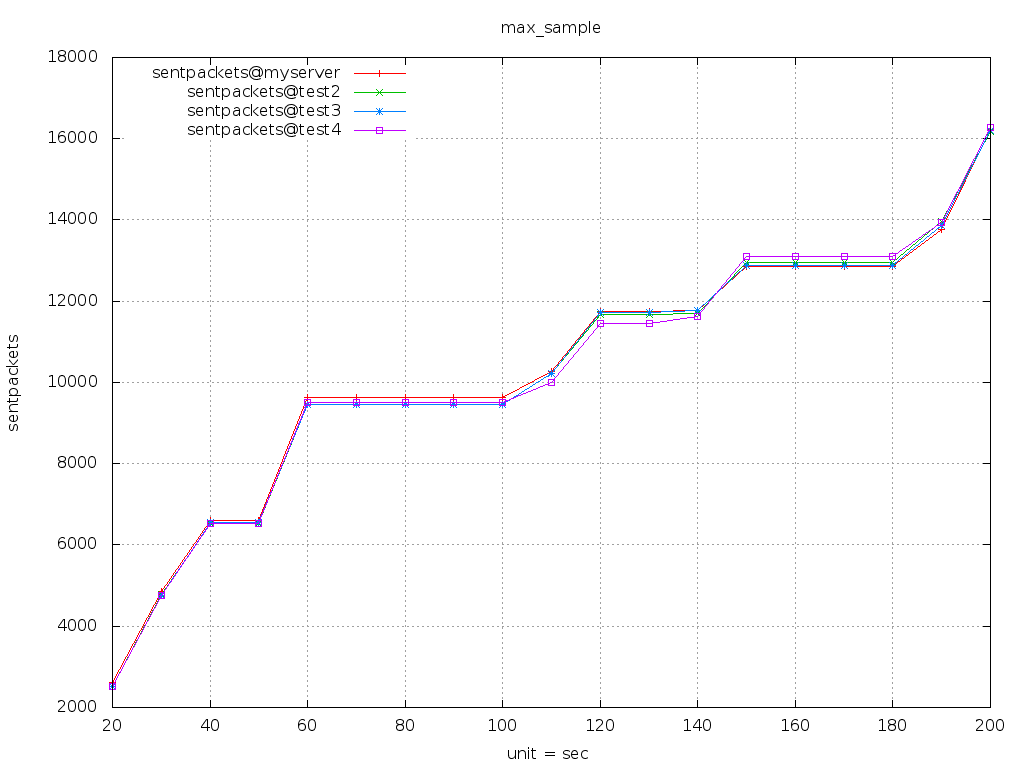 max_sample
18000
16000
14000
12000
10000
8000
6000
4000
2000
sentpackets
sentpackets@myserver
sentpackets@test2
sentpackets@test3
sentpackets@test4
20 40 60 80 100 120 140 160 180 200
unit = sec